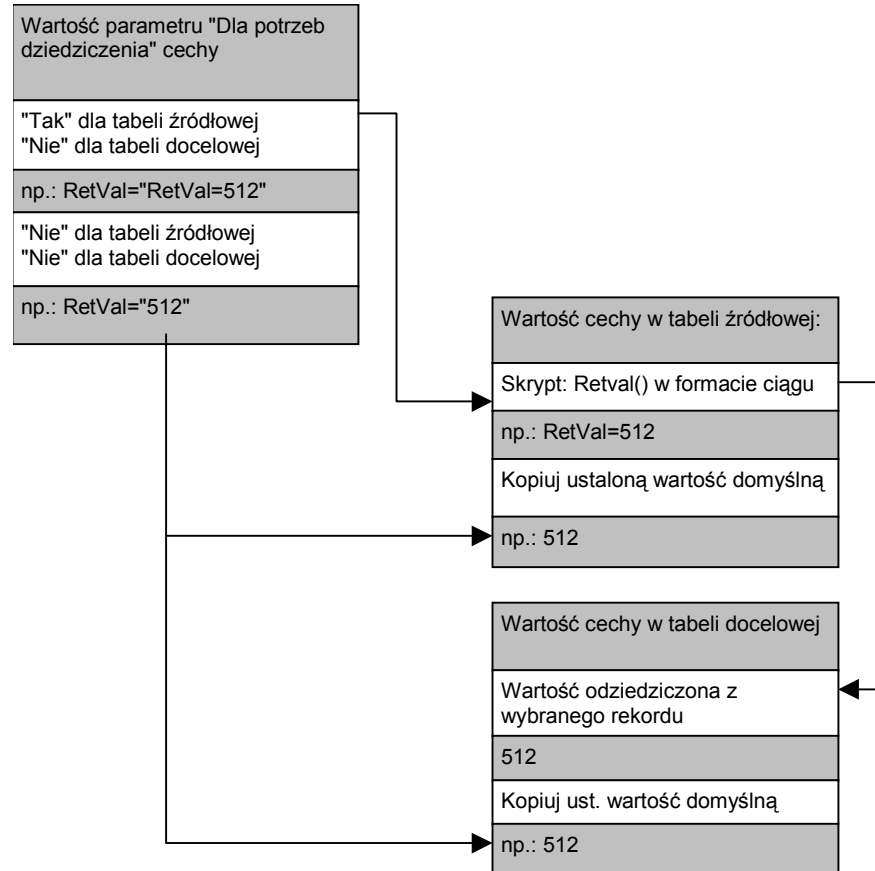 Wartość parametru "Dla potrzeb
dziedziczenia" cechy
"Tak" dla tabeli źródłowej
"Nie" dla tabeli docelowej
np.: RetVal="RetVal=512"
"Nie" dla tabeli źródłowej
"Nie" dla tabeli docelowej
np.: RetVal="512"
Wartość cechy w tabeli źródłowej:
Skrypt: Retval() w formacie ciągu
np.: RetVal=512
Kopiuj ustaloną wartość domyślną
np.: 512
Wartość cechy w tabeli docelowej
Wartość odziedziczona z
wybranego rekordu
512
Kopiuj ust. wartość domyślną
np.: 512